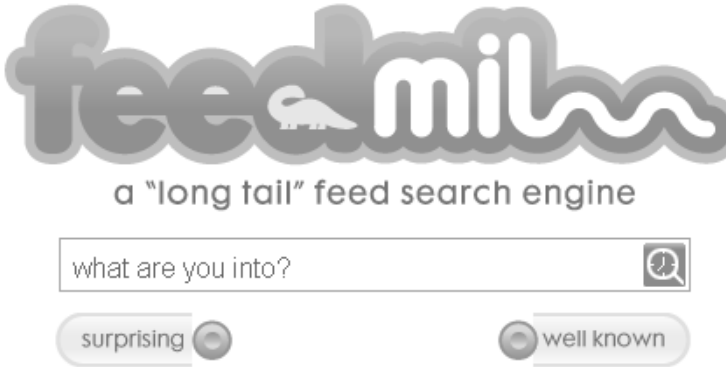 feedmil
a "long tail" feed search engine
what are you into?
surprising well known